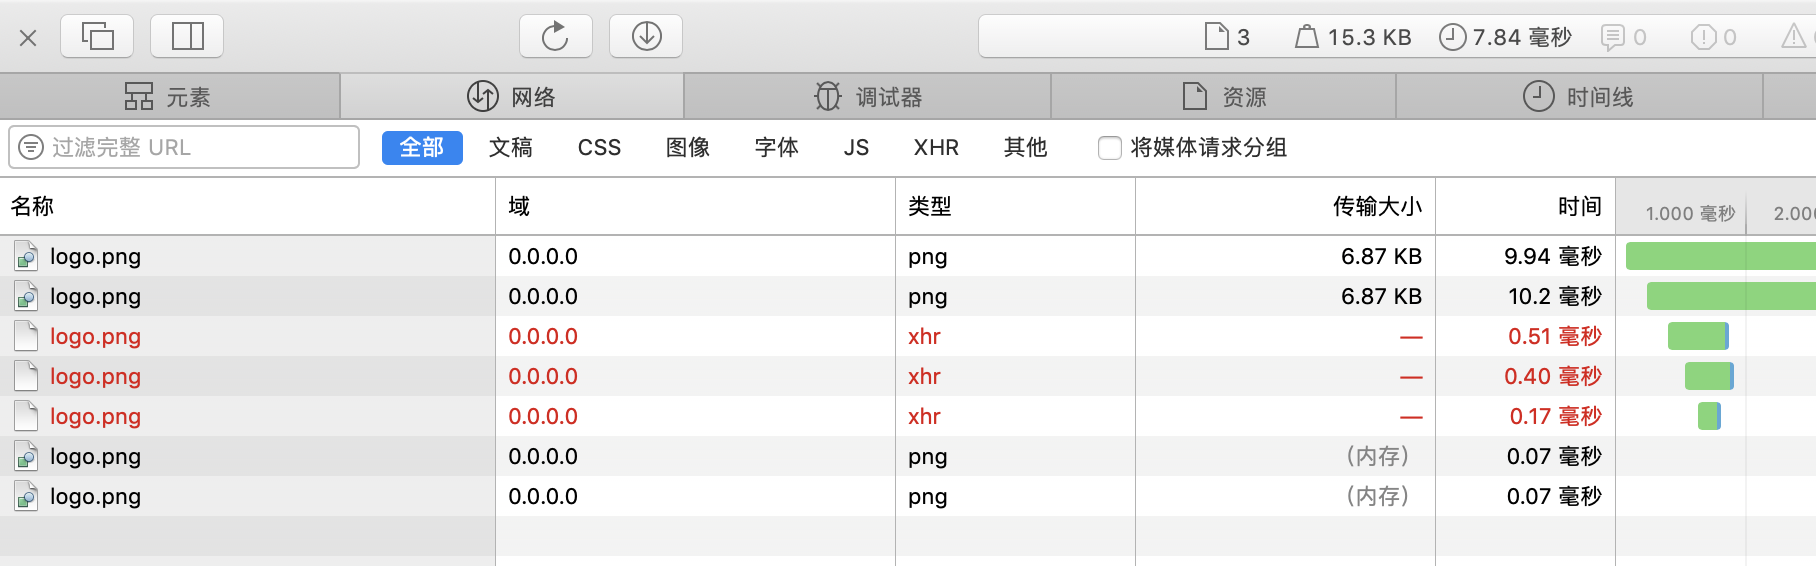 3 15.3 KB 7.84 毫秒 0 0
元素 网络 调试器 资源 时间线
过滤完整 URL 全部 文稿 CSS 图像 字体 JS XHR 其他 将媒体请求分组
名称 域 类型 传输大小 时间 1.000 毫秒
logo.png 0.0.0.0 png 6.87 KB 9.94 毫秒
logo.png 0.0.0.0 png 6.87 KB 10.2 毫秒
logo.png 0.0.0.0 xhr — 0.51 毫秒
logo.png 0.0.0.0 xhr — 0.40 毫秒
logo.png 0.0.0.0 xhr — 0.17 毫秒
logo.png 0.0.0.0 png （内存） 0.07 毫秒
logo.png 0.0.0.0 png （内存） 0.07 毫秒